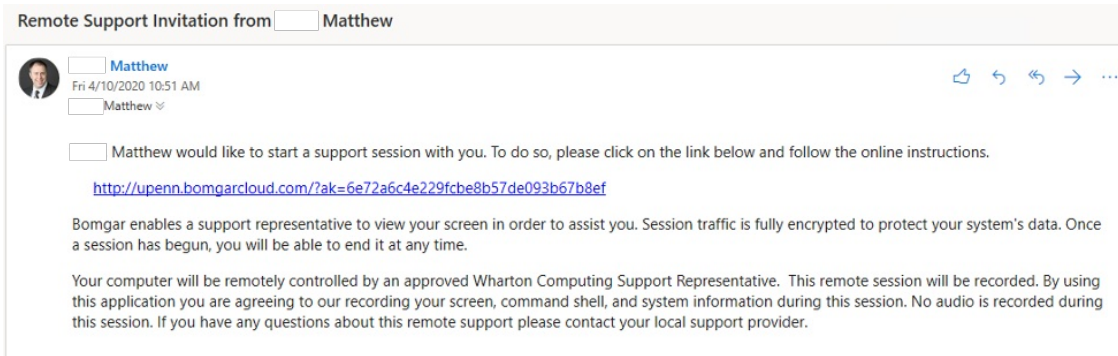 Remote Support Invitation from Matthew
Matthew
Fri 4/10/2020 10:51 AM
Matthew
Matthew would like to start a support session with you. To do so, please click on the link below and follow the online instructions.
http://upenn.bomgarcloud.com/?ak=6e72a6c4e229fcbe8b57de093b67b8ef
Bomgar enables a support representative to view your screen in order to assist you. Session traffic is fully encrypted to protect your system's data. Once
a session has begun, you will be able to end it at any time.
Your computer will be remotely controlled by an approved Wharton Computing Support Representative.  This remote session will be recorded. By using
this application you are agreeing to our recording your screen, command shell, and system information during this session. No audio is recorded during
this session. If you have any questions about this remote support please contact your local support provider.